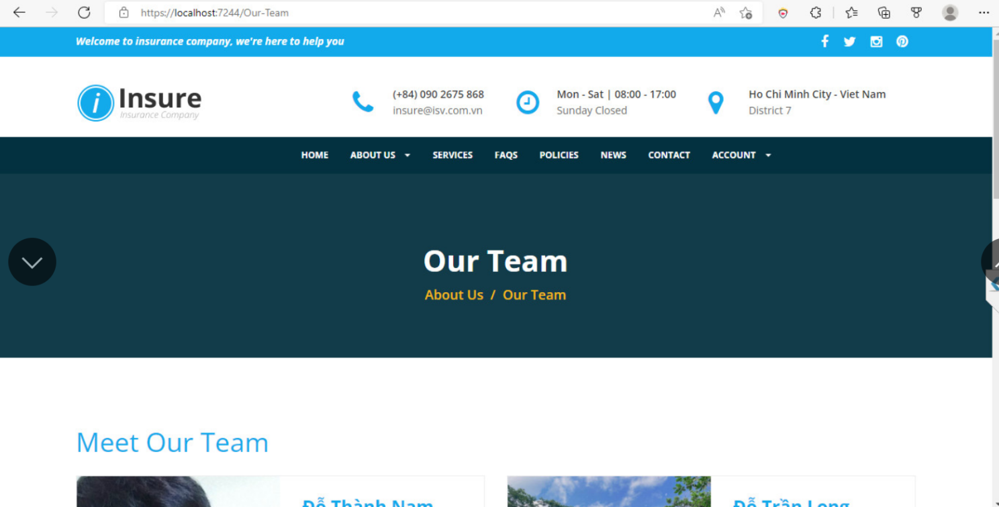 https://localhost:7244/Our-Team
Welcome to insurance company, we're here to help you
i Insure
Insurance Company
(+84) 090 2675 868
insure@isv.com.vn
Mon - Sat | 08:00 - 17:00
Sunday Closed
Ho Chi Minh City - Viet Nam
District 7
HOME ABOUT US SERVICES FAQS POLICIES NEWS CONTACT ACCOUNT
Our Team
About Us / Our Team
Meet Our Team
Đỗ Thành Nam
Đỗ Trần Long